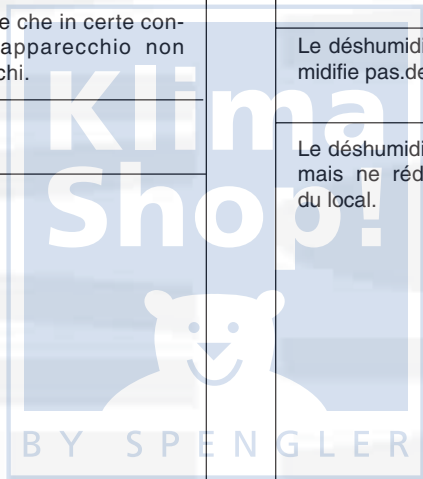 e che in certe con-
apparecchio non
chi.
Le déshumidi
midifie pas.de
Le déshumidi
mais ne réd
du local.
Klima
Shop!
BY SPENGLER